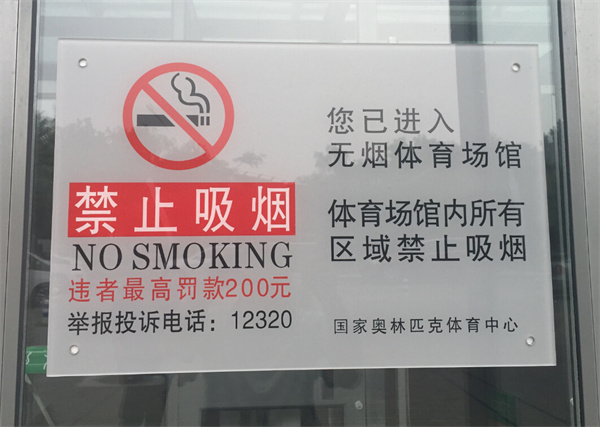 禁止吸烟
NO SMOKING
违者最高罚款200元
举报投诉电话：12320
您已进入
无烟体育场馆
体育场馆内所有
区域禁止吸烟
国家奥林匹克体育中心